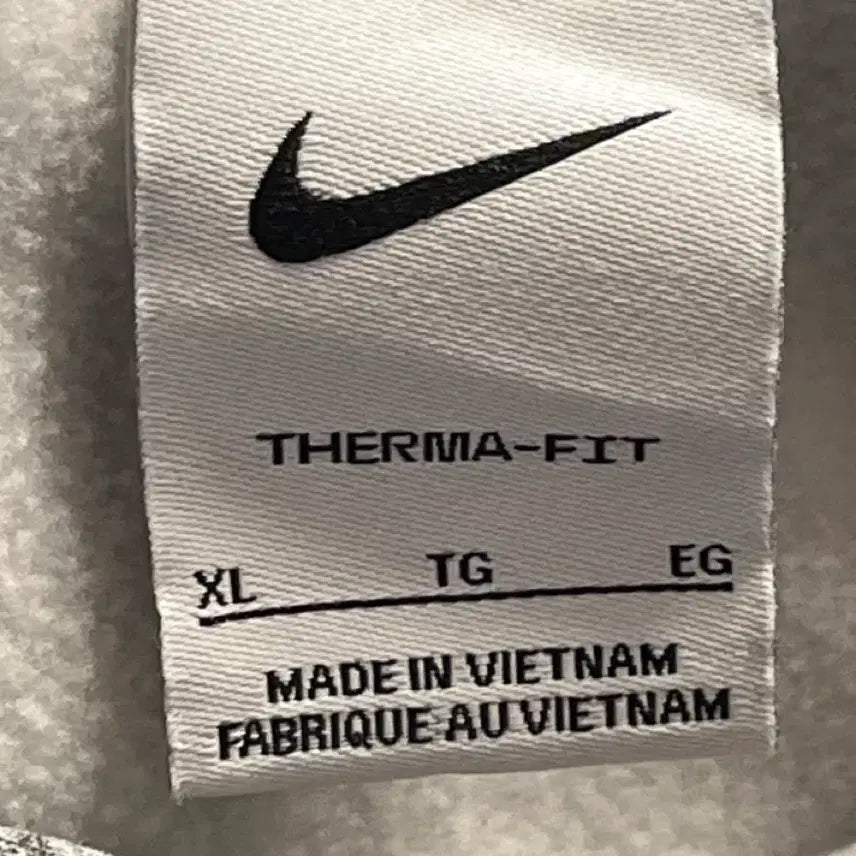 THERMA-FIT
XL TG EG
MADE IN VIETNAM
FABRIQUE AU VIETNAM